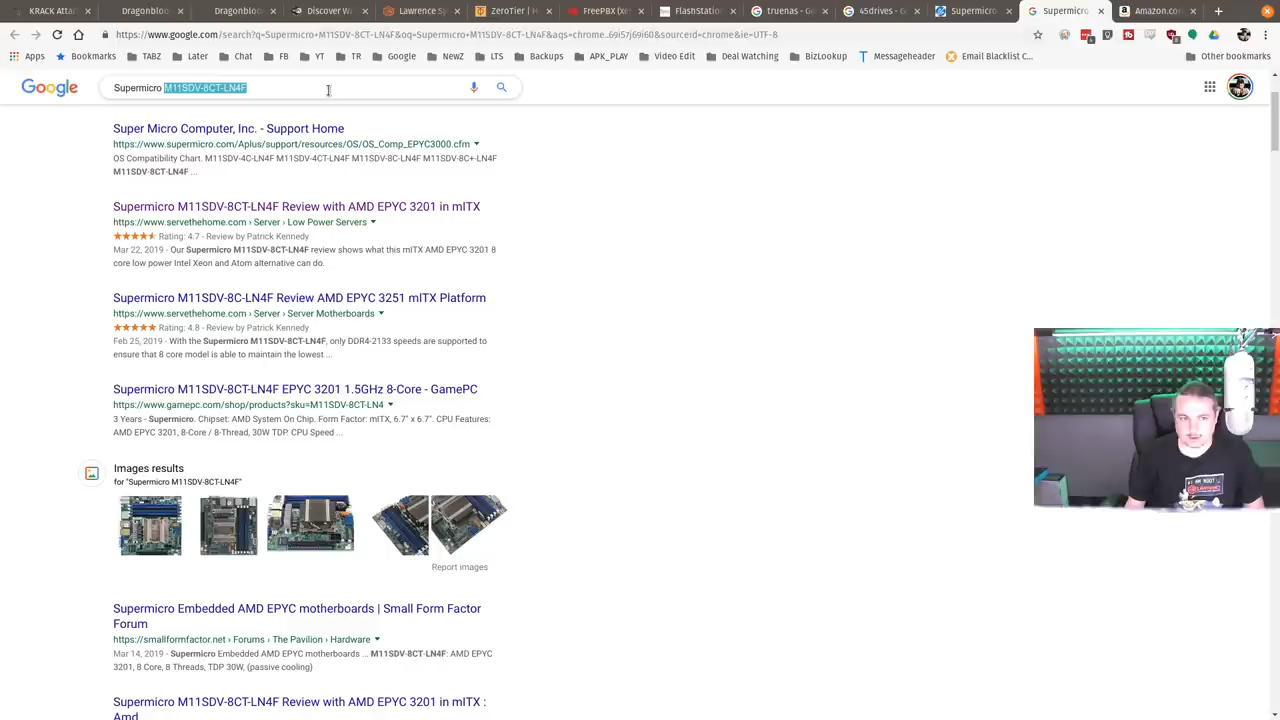 KRACK Attac
Googl
Amazon
Discover W
Lawrence Sy
ZeroTier | H
FreePBX (xe
FlashStation
truenas - Go
45drives - G
Supermicro
Supermicro
Amazon.co
https://www.google.com/search?q=Supermicro+M11SDV-8CT-LN4F&oq=Supermicro+M11SDV-8CT-LN4F&aqs=chrome..69i57j69i60&sourceid=chrome&ie=UTF-8
Apps Bookmarks TABZ Later Chat FB YT TR Google NewZ LTS Backups APK_PLAY Video Edit Deal Watching BizLookup Messageheader Email Blacklist C... Other bookmarks
Google
Supermicro M11SDV-8CT-LN4F
Super Micro Computer, Inc. - Support Home
https://www.supermicro.com/Aplus/support/resources/OS/OS_Comp_EPYC3000.cfm
OS Compatibility Chart. M11SDV-4C-LN4F M11SDV-4CT-LN4F M11SDV-8C-LN4F M11SDV-8C+-LN4F
M11SDV-8CT-LN4F ...
Supermicro M11SDV-8CT-LN4F Review with AMD EPYC 3201 in mITX
https://www.servethehome.com › Server › Low Power Servers
Rating: 4.7 - Review by Patrick Kennedy
Mar 22, 2019 - Our Supermicro M11SDV-8CT-LN4F review shows what this mITX AMD EPYC 3201 8
core low power Intel Xeon and Atom alternative can do.
Supermicro M11SDV-8C-LN4F Review AMD EPYC 3251 mITX Platform
https://www.servethehome.com › Server › Server Motherboards
Rating: 4.8 - Review by Patrick Kennedy
Feb 25, 2019 - With the Supermicro M11SDV-8CT-LN4F, only DDR4-2133 speeds are supported to
ensure that 8 core model is able to maintain the lowest ...
Supermicro M11SDV-8CT-LN4F EPYC 3201 1.5GHz 8-Core - GamePC
https://www.gamepc.com/shop/products?sku=M11SDV-8CT-LN4
3 Years - Supermicro. Chipset: AMD System On Chip. Form Factor: mITX, 6.7" x 6.7". CPU Features:
AMD EPYC 3201, 8-Core / 8-Thread, 30W TDP. CPU Speed ...
Images results
for "Supermicro M11SDV-8CT-LN4F"
Report images
Supermicro Embedded AMD EPYC motherboards | Small Form Factor
Forum
https://smallformfactor.net › Forums › The Pavilion › Hardware
Mar 14, 2019 - Supermicro Embedded AMD EPYC motherboards ... M11SDV-8CT-LN4F: AMD EPYC
3201, 8 Core, 8 Threads, TDP 30W, (passive cooling)
Supermicro M11SDV-8CT-LN4F Review with AMD EPYC 3201 in mITX :
Amd